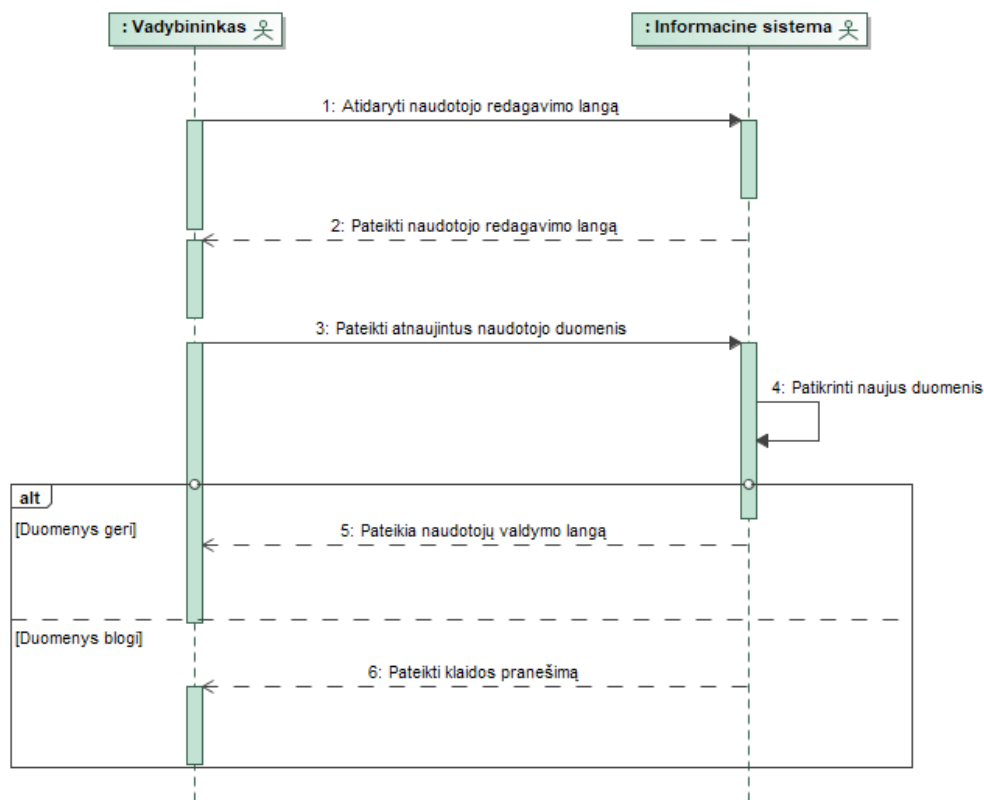 : Vadybininkas
: Informacine sistema
1: Atidaryti naudotojo redagavimo langą
2: Pateikti naudotojo redagavimo langą
3: Pateikti atnaujintus naudotojo duomenis
4: Patikrinti naujus duomenis
alt
[Duomenys geri]
5: Pateikia naudotojų valdymo langą
[Duomenys blogi]
6: Pateikti klaidos pranešimą